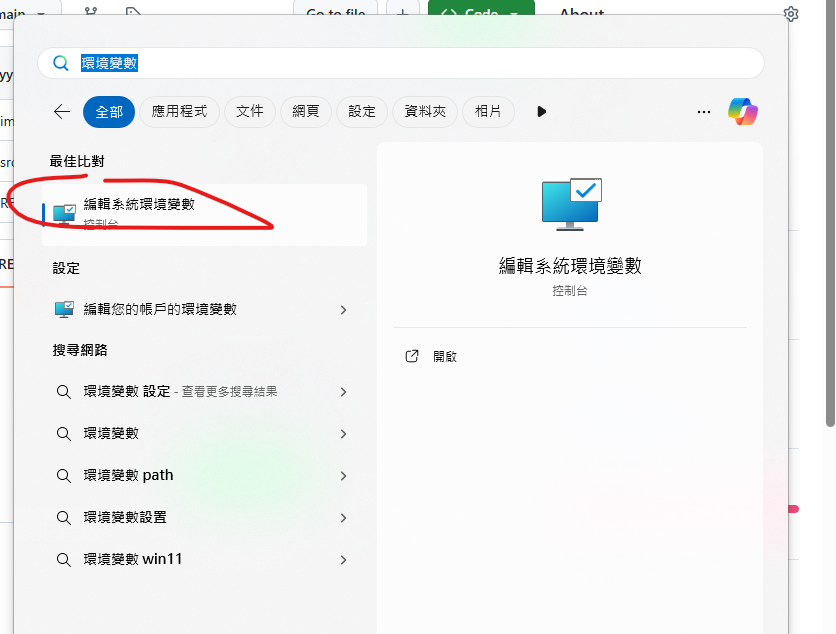 Go to file
+
Code
About
環境變數
全部
應用程式
文件
網頁
設定
資料夾
相片
最佳比對
編輯系統環境變數
控制台
設定
編輯您的帳戶的環境變數
搜尋網路
環境變數 設定 - 查看更多搜尋結果
環境變數
環境變數 path
環境變數設置
環境變數 win11
編輯系統環境變數
控制台
開啟